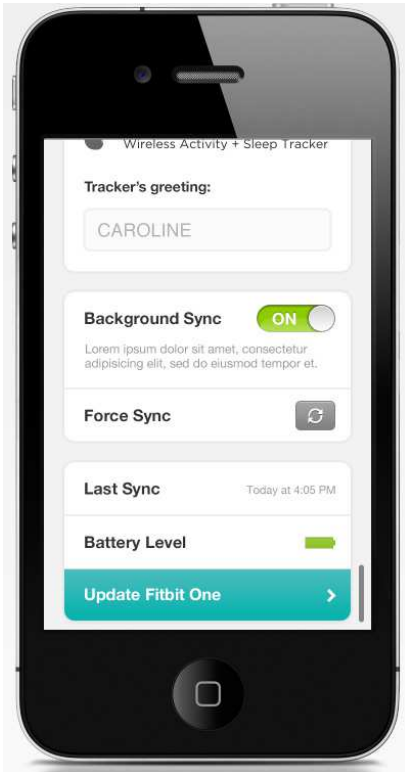 Wireless Activity + Sleep Tracker
Tracker's greeting:
CAROLINE
Background Sync ON
Lorem ipsum dolor sit amet, consectetur
adipisicing elit, sed do eiusmod tempor et.
Force Sync
Last Sync Today at 4:05 PM
Battery Level
Update Fitbit One